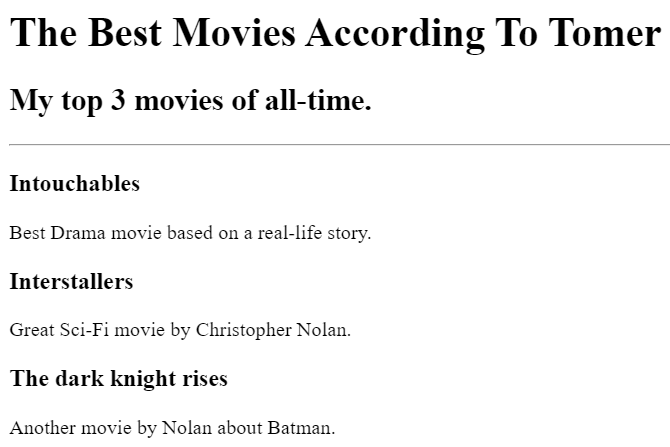 The Best Movies According To Tomer
My top 3 movies of all-time.
Intouchables
Best Drama movie based on a real-life story.
Interstallers
Great Sci-Fi movie by Christopher Nolan.
The dark knight rises
Another movie by Nolan about Batman.